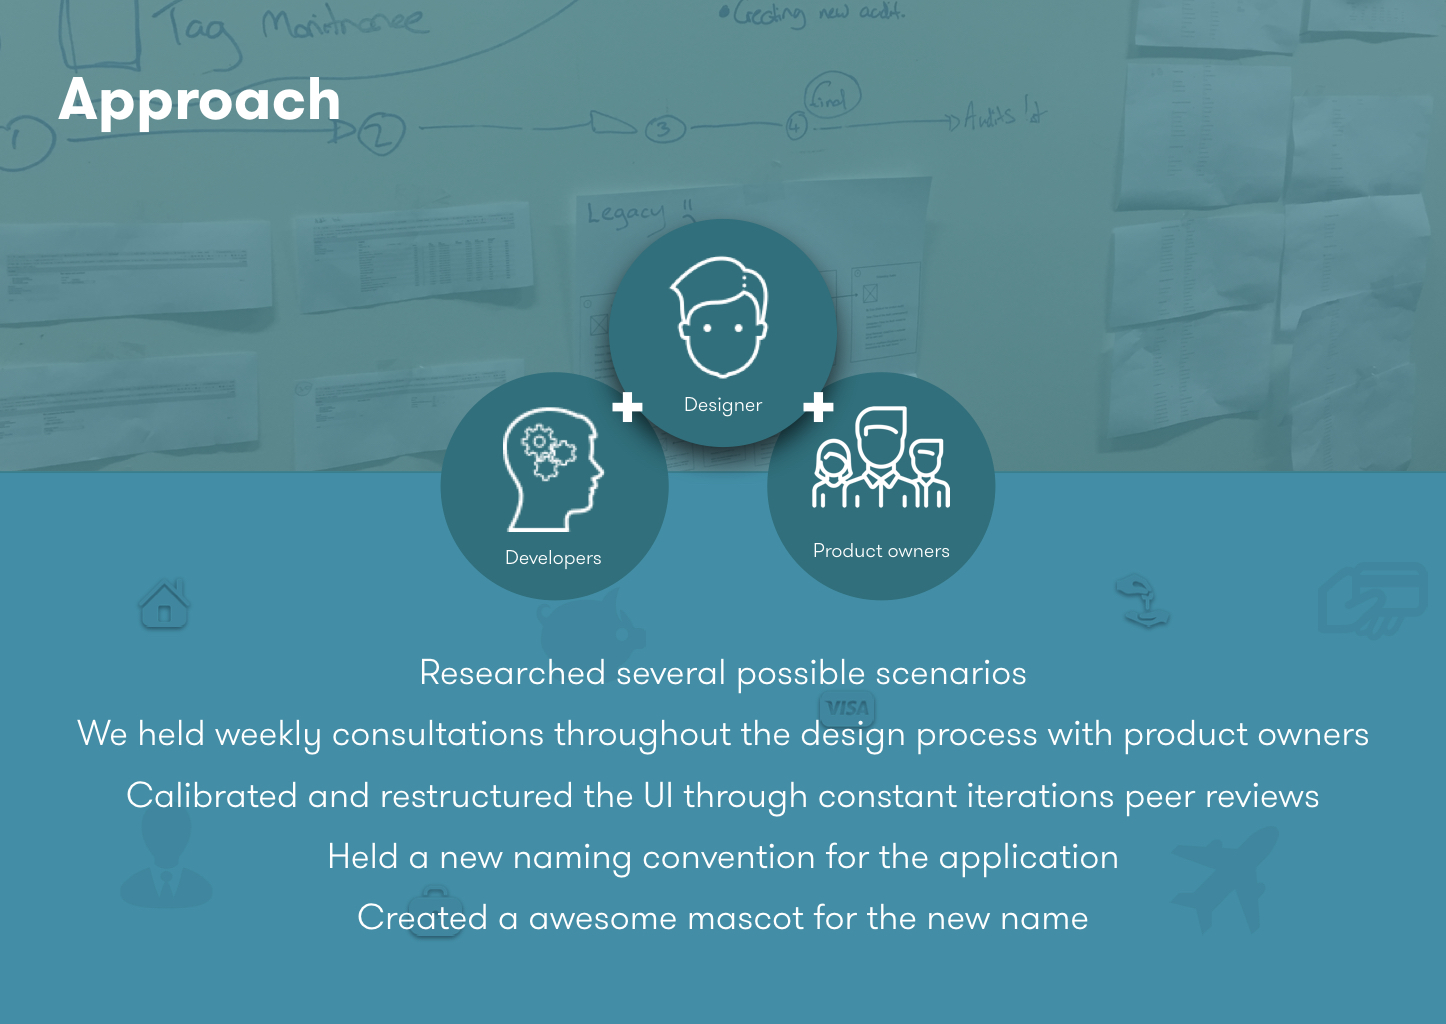 • Creating new audit.
Tag Maintenance
Approach
final
1 2 3 4 Audits
Legacy
Designer
Developers
Product owners
Researched several possible scenarios
VISA
We held weekly consultations throughout the design process with product owners
Calibrated and restructured the UI through constant iterations peer reviews
Held a new naming convention for the application
Created a awesome mascot for the new name